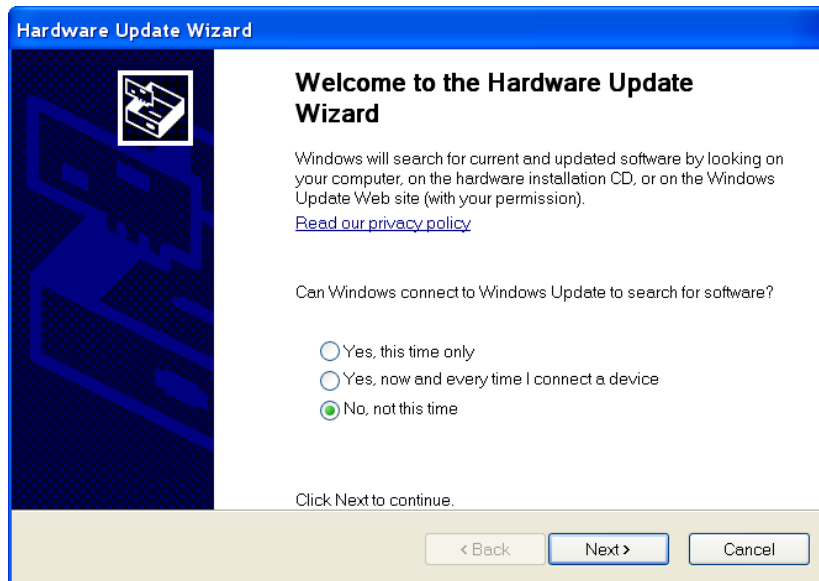 Hardware Update Wizard
Welcome to the Hardware Update
Wizard
Windows will search for current and updated software by looking on
your computer, on the hardware installation CD, or on the Windows
Update Web site (with your permission).
Read our privacy policy
Can Windows connect to Windows Update to search for software?
Yes, this time only
Yes, now and every time I connect a device
No, not this time
Click Next to continue.
< Back Next > Cancel